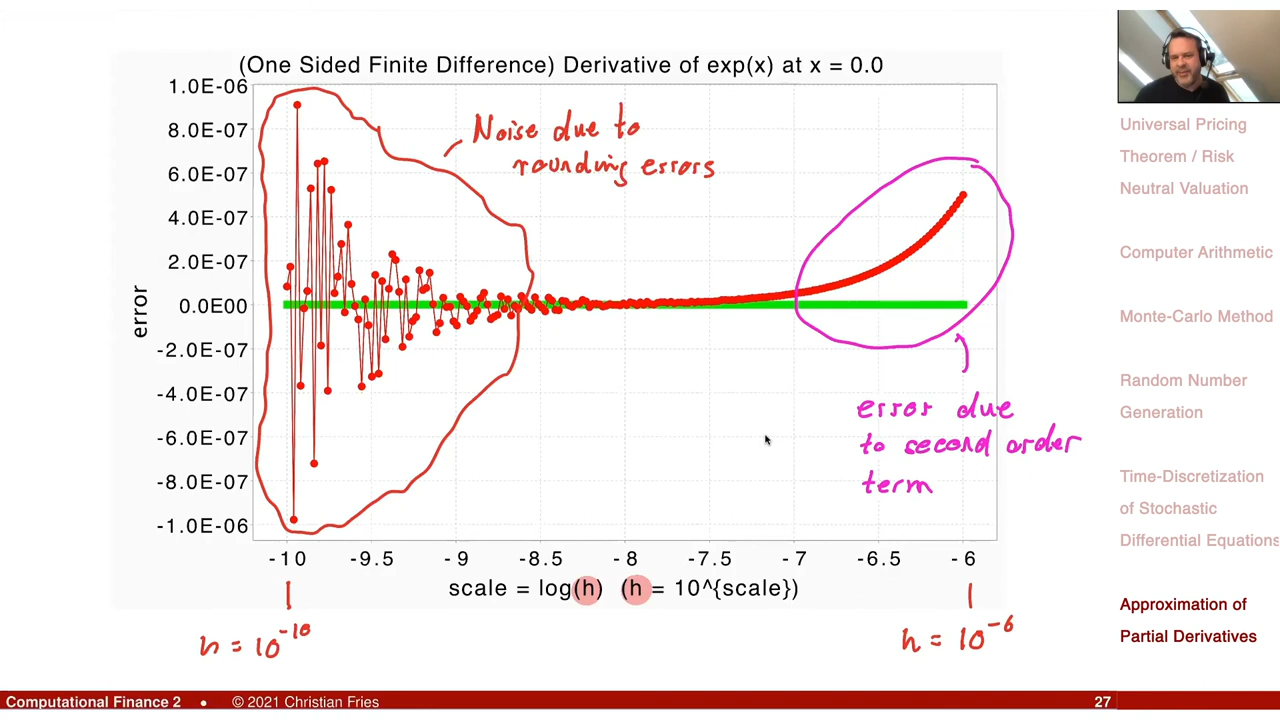 (One Sided Finite Difference) Derivative of exp(x) at x = 0.0
1.0E-06
8.0E-07
6.0E-07
4.0E-07
2.0E-07
0.0E00
-2.0E-07
-4.0E-07
-6.0E-07
-8.0E-07
-1.0E-06
error
Noise due to
rounding errors
error due
to second order
term
-10 -9.5 -9 -8.5 -8 -7.5 -7 -6.5 -6
scale = log(h) (h = 10^{scale})
h = 10^-10
h = 10^-6
Universal Pricing
Theorem / Risk
Neutral Valuation
Computer Arithmetic
Monte-Carlo Method
Random Number
Generation
Time-Discretization
of Stochastic
Differential Equations
Approximation of
Partial Derivatives
Computational Finance 2 • © 2021 Christian Fries 27